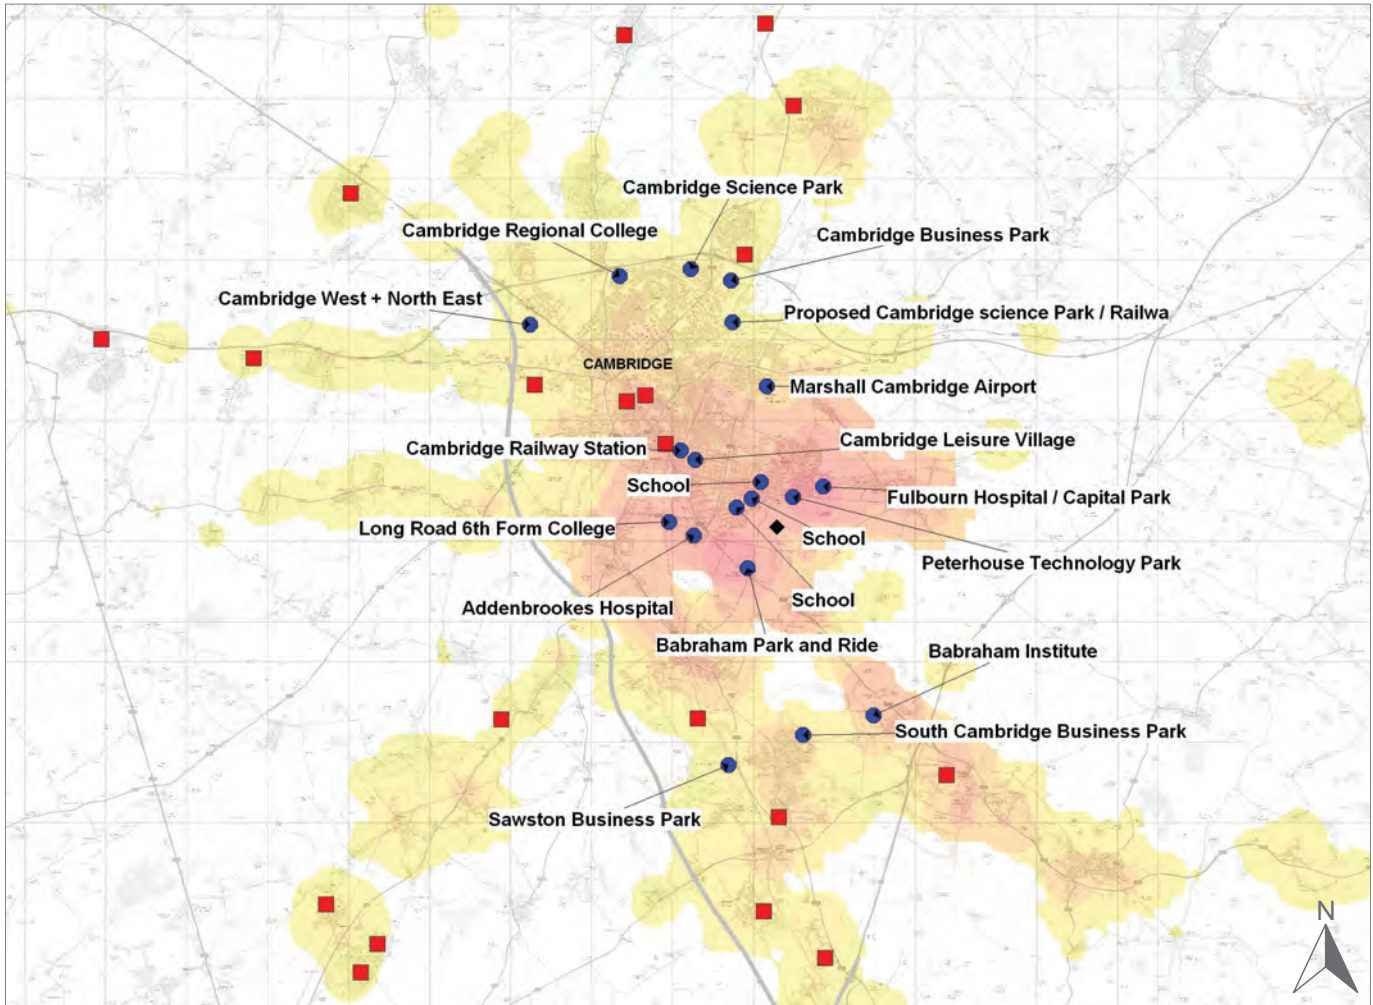 Cambridge Science Park
Cambridge Regional College
Cambridge Business Park
Cambridge West + North East
Proposed Cambridge science Park / Railwa
CAMBRIDGE
Marshall Cambridge Airport
Cambridge Leisure Village
Cambridge Railway Station
School
Fulbourn Hospital / Capital Park
Long Road 6th Form College
School
Peterhouse Technology Park
School
Addenbrookes Hospital
Babraham Park and Ride
Babraham Institute
South Cambridge Business Park
Sawston Business Park
N